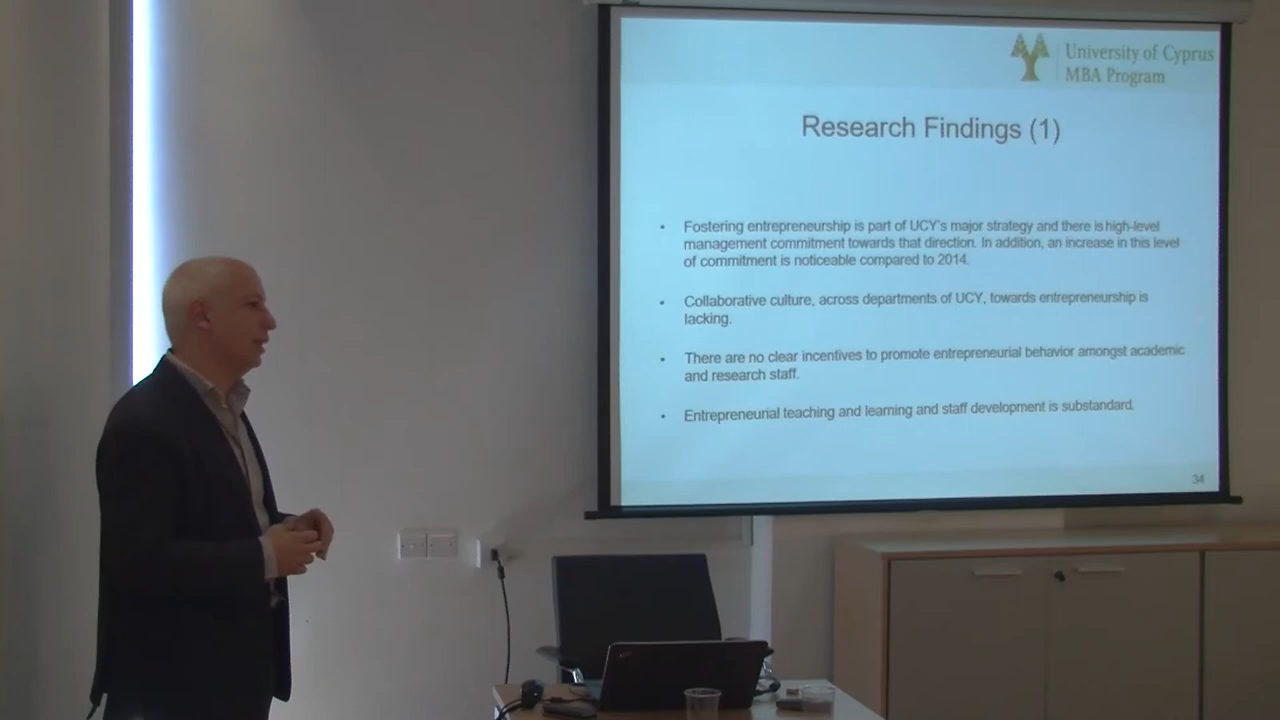 University of Cyprus
MBA Program
Research Findings (1)
• Fostering entrepreneurship is part of UCY's major strategy and there is high-level
management commitment towards that direction. In addition, an increase in this level
of commitment is noticeable compared to 2014.
• Collaborative culture, across departments of UCY, towards entrepreneurship is
lacking.
• There are no clear incentives to promote entrepreneurial behavior amongst academic
and research staff.
• Entrepreneurial teaching and learning and staff development is substandard.
34